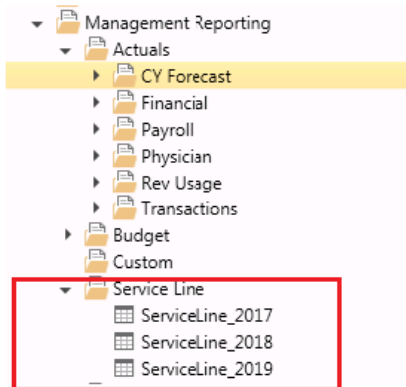 Management Reporting
Actuals
CY Forecast
Financial
Payroll
Physician
Rev Usage
Transactions
Budget
Custom
Service Line
ServiceLine_2017
ServiceLine_2018
ServiceLine_2019